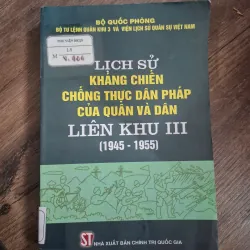 BỘ QUỐC PHÒNG
BỘ TƯ LỆNH QUÂN KHU 3 VÀ VIỆN LỊCH SỬ QUÂN SỰ VIỆT NAM
LỊCH SỬ
KHÁNG CHIẾN
CHỐNG THỰC DÂN PHÁP
CỦA QUÂN VÀ DÂN
LIÊN KHU III
(1945 - 1955)
NHÀ XUẤT BẢN CHÍNH TRỊ QUỐC GIA